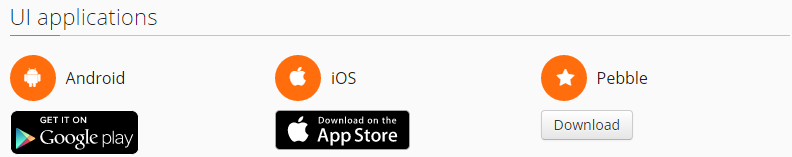 UI applications
Android
iOS
Pebble
GET IT ON
Google play
Download on the
App Store
Download